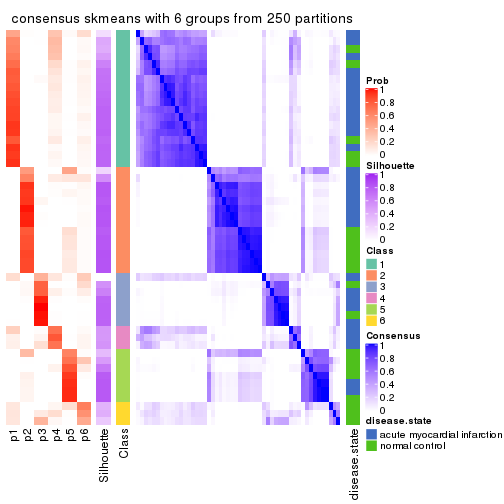 consensus skmeans with 6 groups from 250 partitions
Prob
1
0.8
0.6
0.4
0.2
0
Silhouette
1
0.8
0.6
0.4
0.2
0
Class
1
2
3
4
5
6
Consensus
1
0.8
0.6
0.4
0.2
0
disease.state
acute myocardial infarction
normal control
p1
p2
p3
p4
p5
p6
Silhouette
Class
disease.state